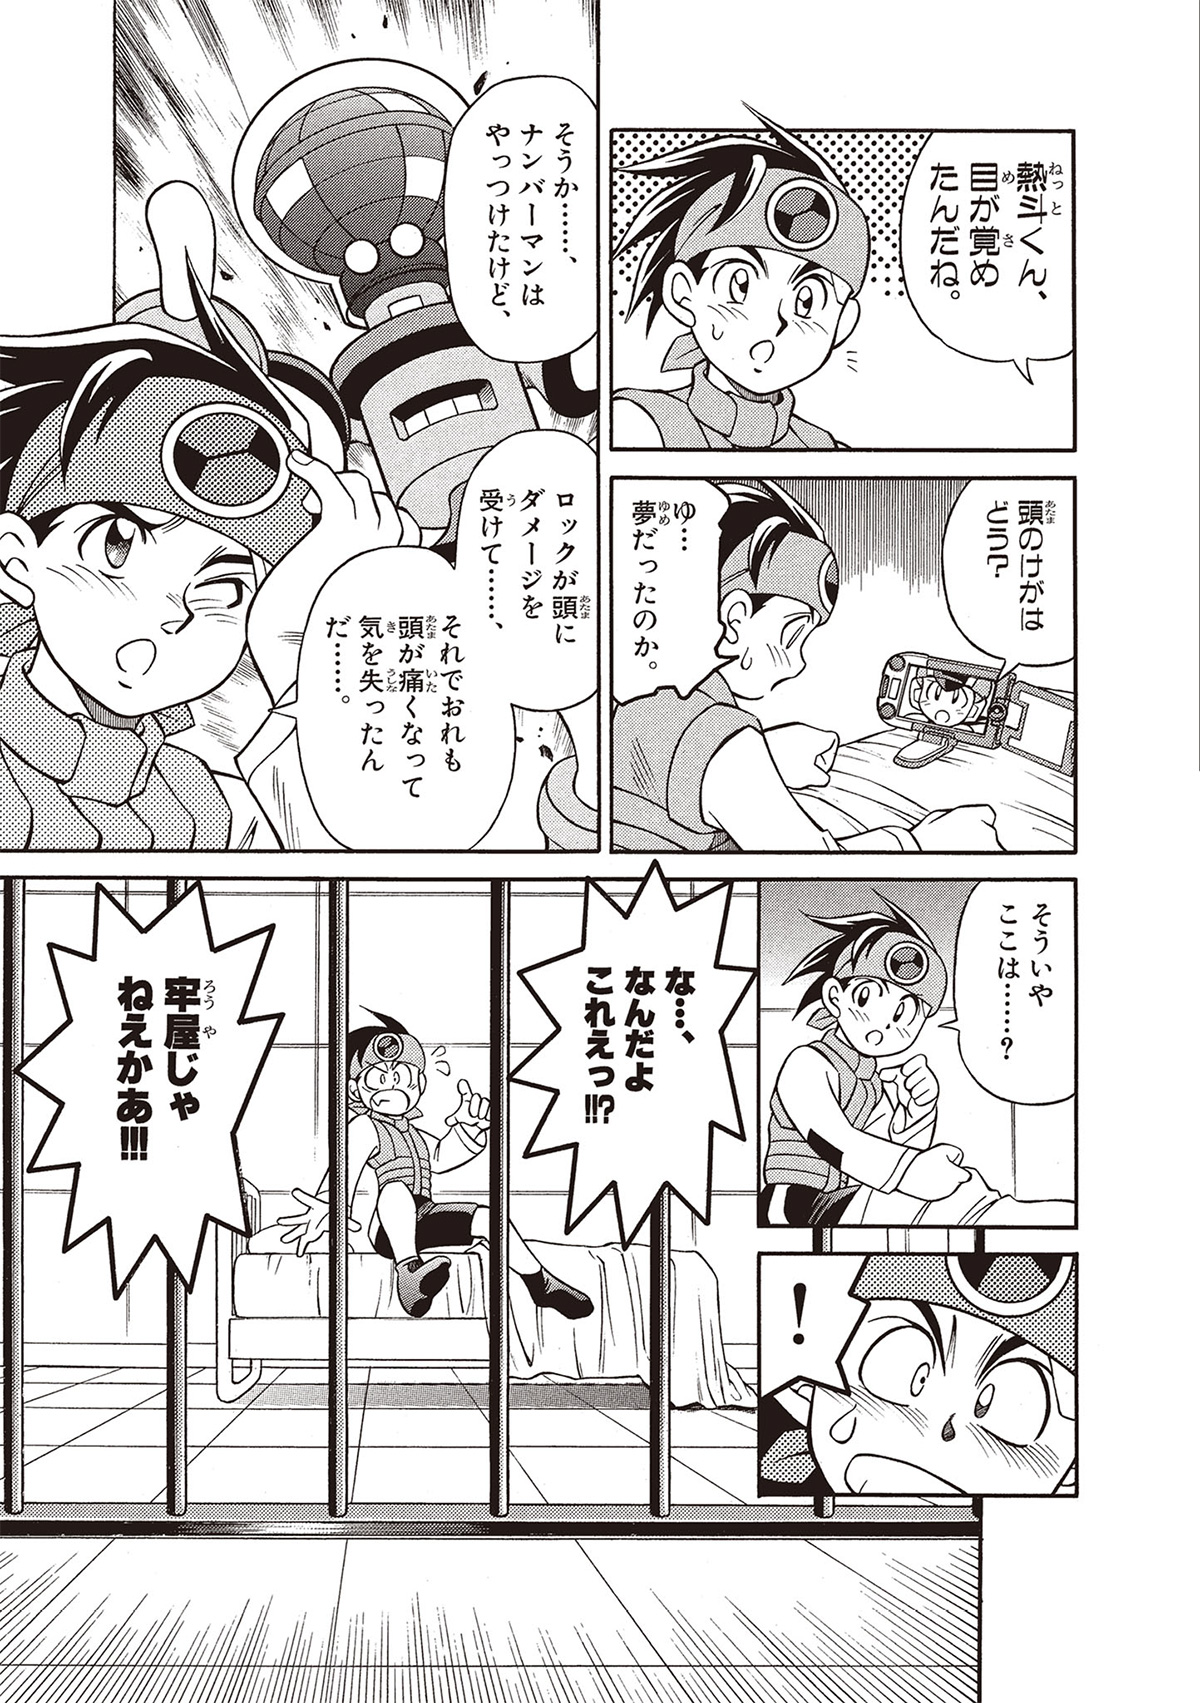 熱斗くん、
目が覚め
たんだね。
頭のけがは
どう?
ゆ…
夢だったのか。
そうか……、
ナンバーマンは
やっつけたけど、
ロックが頭に
ダメージを
受けて……、
それでおれも
頭が痛くなって
気を失ったん
だ……。
そういや
ここは……?
!
な…、
なんだよ
これえっ!!?
牢屋じゃ
ねえかあ!!!